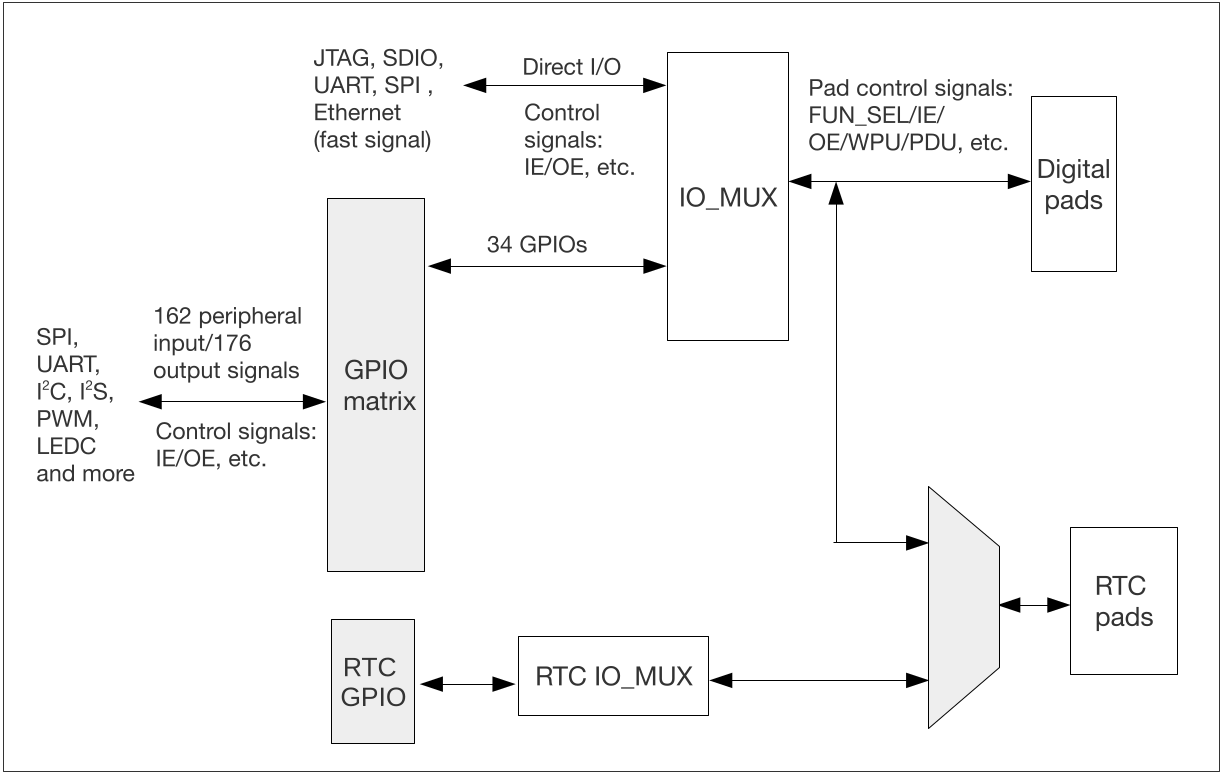 JTAG, SDIO,
UART, SPI ,
Ethernet
(fast signal)
Direct I/O
Control
signals:
IE/OE, etc.
IO_MUX
Pad control signals:
FUN_SEL/IE/
OE/WPU/PDU, etc.
Digital
pads
34 GPIOs
SPI,
UART,
I²C, I²S,
PWM,
LEDC
and more
162 peripheral
input/176
output signals
Control signals:
IE/OE, etc.
GPIO
matrix
RTC
GPIO
RTC IO_MUX
RTC
pads